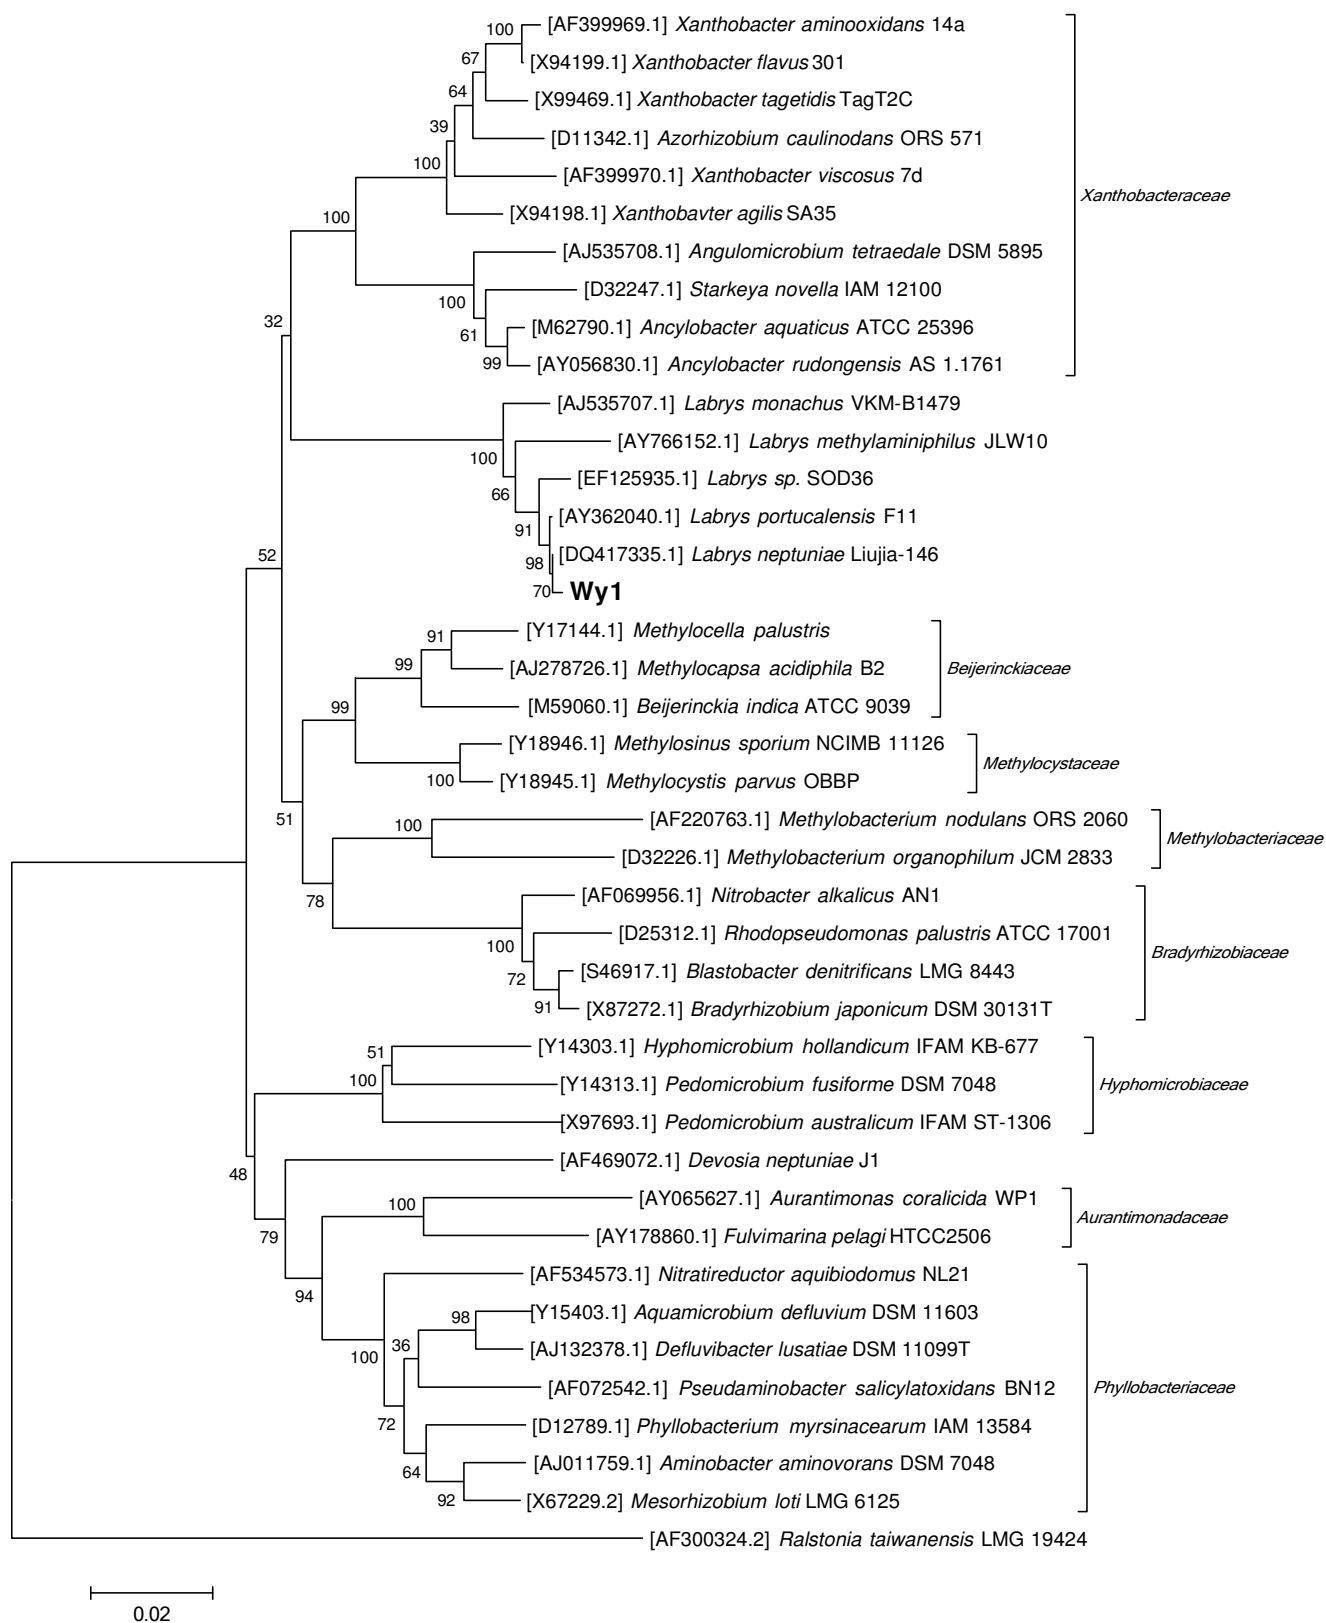 100
[AF399969.1] Xanthobacter aminooxidans 14a
67
[X94199.1] Xanthobacter flavus 301
64
[X99469.1] Xanthobacter tagetidis TagT2C
39
[D11342.1] Azorhizobium caulinodans ORS 571
100
[AF399970.1] Xanthobacter viscosus 7d
Xanthobacteraceae
100
[X94198.1] Xanthobavter agilis SA35
[AJ535708.1] Angulomicrobium tetraedale DSM 5895
100
[D32247.1] Starkeya novella IAM 12100
32
61
[M62790.1] Ancylobacter aquaticus ATCC 25396
99
[AY056830.1] Ancylobacter rudongensis AS 1.1761
[AJ535707.1] Labrys monachus VKM-B1479
100
[AY766152.1] Labrys methylaminiphilus JLW10
66
[EF125935.1] Labrys sp. SOD36
91
[AY362040.1] Labrys portucalensis F11
52
98
[DQ417335.1] Labrys neptuniae Liujia-146
70
Wy1
91
[Y17144.1] Methylocella palustris
99
[AJ278726.1] Methylocapsa acidiphila B2
Beijerinckiaceae
99
[M59060.1] Beijerinckia indica ATCC 9039
[Y18946.1] Methylosinus sporium NCIMB 11126
Methylocystaceae
100
[Y18945.1] Methylocystis parvus OBBP
51
100
[AF220763.1] Methylobacterium nodulans ORS 2060
Methylobacteriaceae
[D32226.1] Methylobacterium organophilum JCM 2833
78
[AF069956.1] Nitrobacter alkalicus AN1
100
[D25312.1] Rhodopseudomonas palustris ATCC 17001
Bradyrhizobiaceae
72
[S46917.1] Blastobacter denitrificans LMG 8443
91
[X87272.1] Bradyrhizobium japonicum DSM 30131T
51
[Y14303.1] Hyphomicrobium hollandicum IFAM KB-677
100
[Y14313.1] Pedomicrobium fusiforme DSM 7048
Hyphomicrobiaceae
[X97693.1] Pedomicrobium australicum IFAM ST-1306
48
[AF469072.1] Devosia neptuniae J1
100
[AY065627.1] Aurantimonas coralicida WP1
Aurantimonadaceae
79
[AY178860.1] Fulvimarina pelagi HTCC2506
94
[AF534573.1] Nitratireductor aquibiodomus NL21
98
[Y15403.1] Aquamicrobium defluvium DSM 11603
36
100
[AJ132378.1] Defluvibacter lusatiae DSM 11099T
[AF072542.1] Pseudaminobacter salicylatoxidans BN12
Phyllobacteriaceae
72
[D12789.1] Phyllobacterium myrsinacearum IAM 13584
64
[AJ011759.1] Aminobacter aminovorans DSM 7048
92
[X67229.2] Mesorhizobium loti LMG 6125
[AF300324.2] Ralstonia taiwanensis LMG 19424
0.02